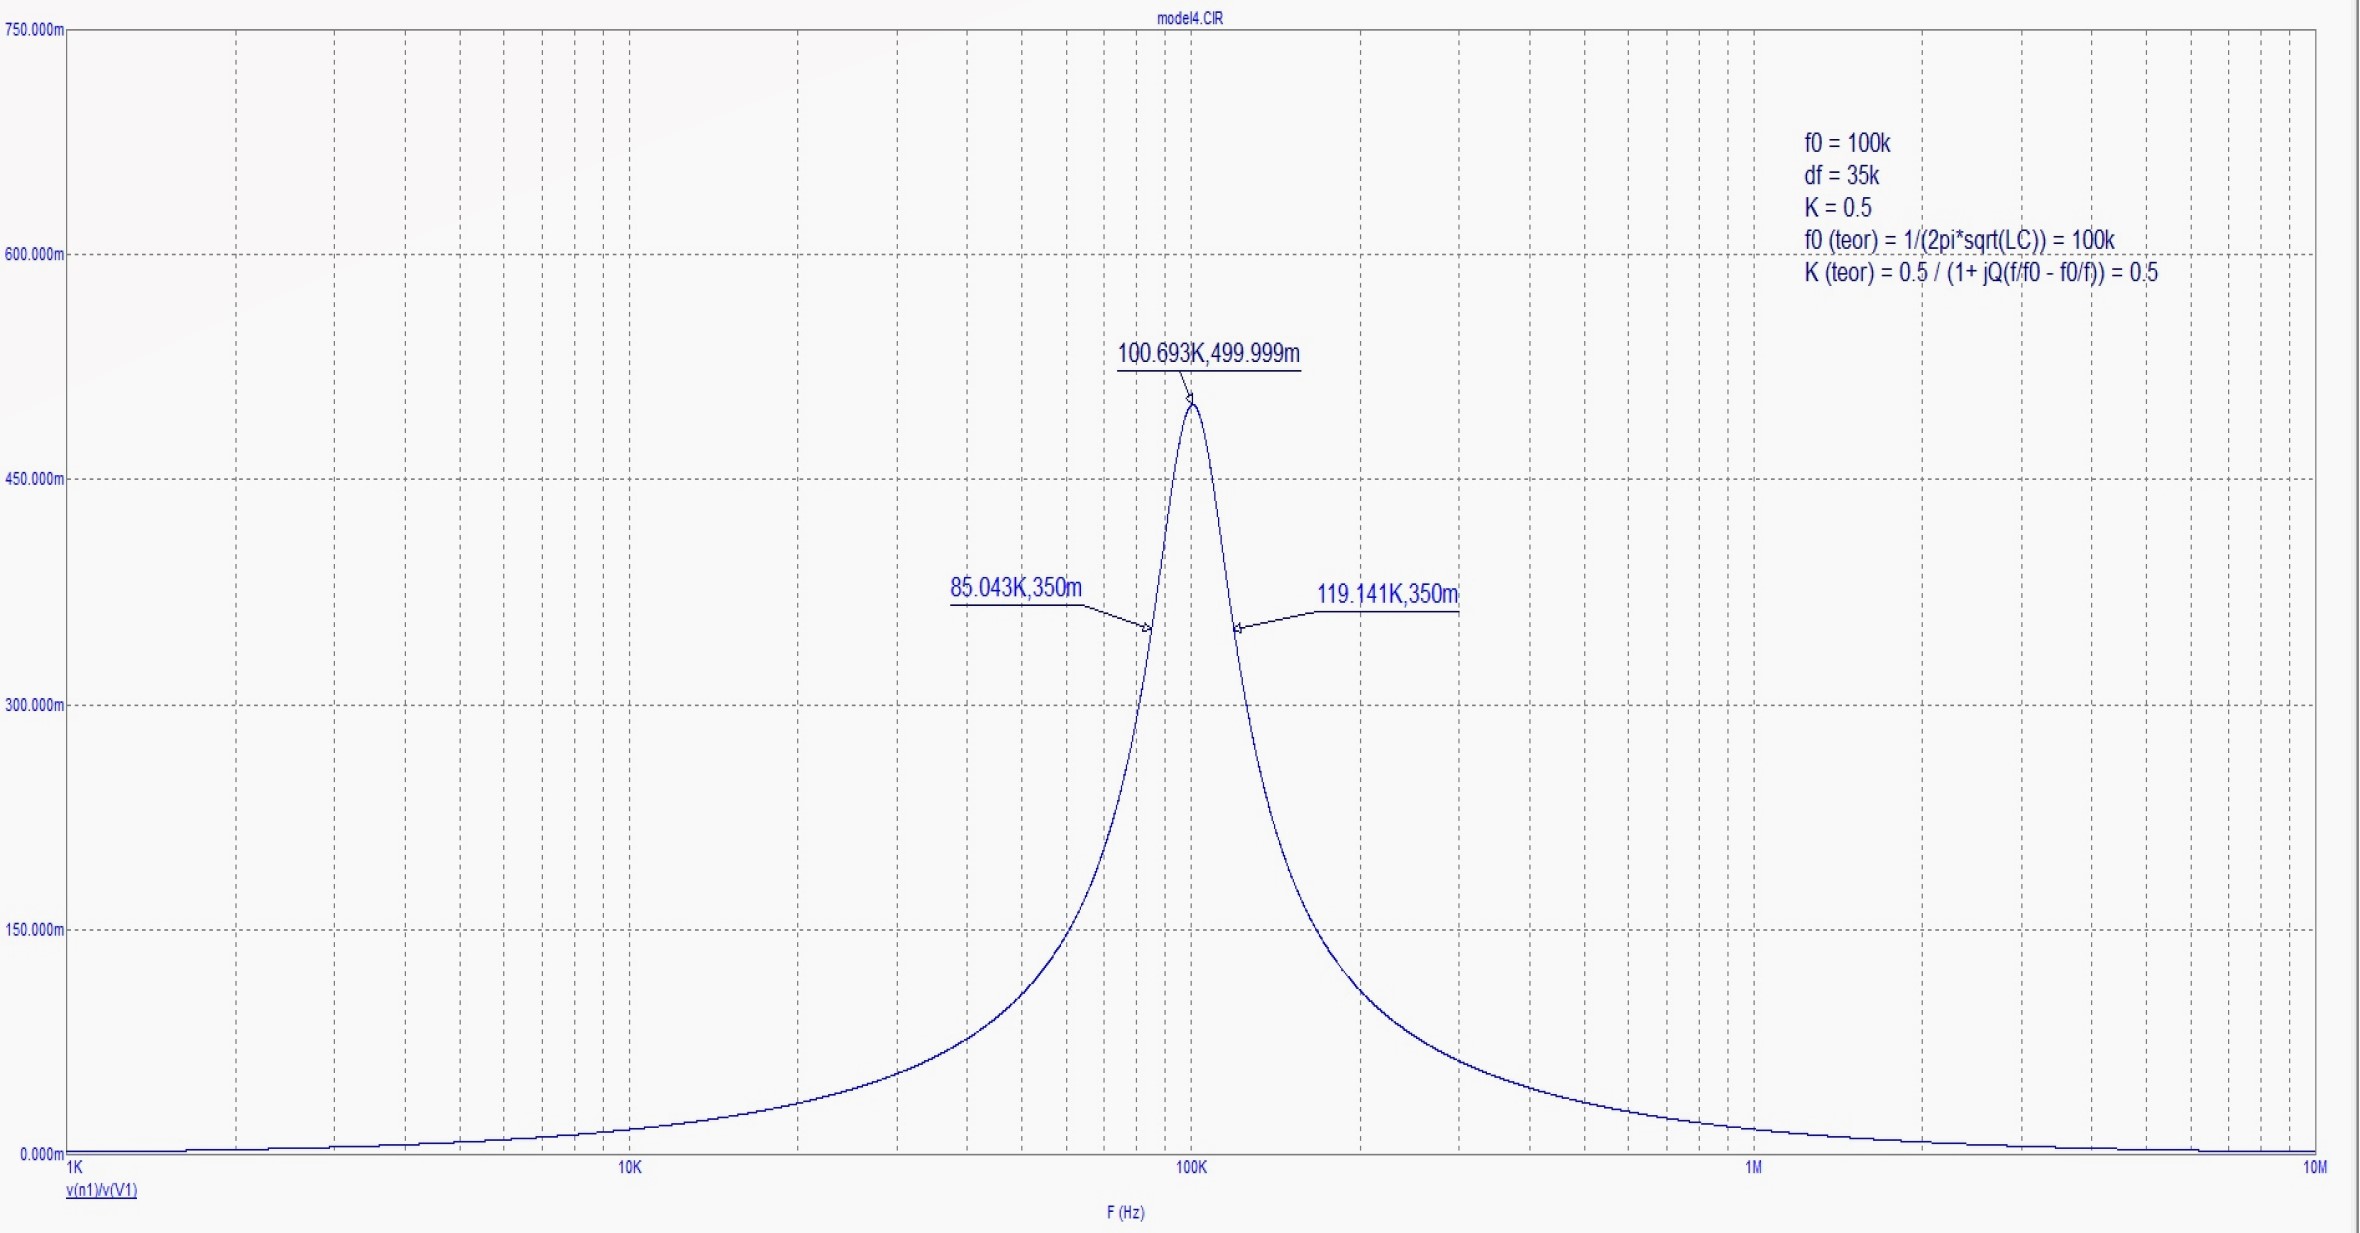 model4.CIR
750.000m
600.000m
450.000m
300.000m
150.000m
0.000m
f0 = 100k
df = 35k
K = 0.5
f0 (teor) = 1/(2pi*sqrt(LC)) = 100k
K (teor) = 0.5 / (1+ jQ(f/f0 - f0/f)) = 0.5
100.693K,499.999m
85.043K,350m
119.141K,350m
1K 10K 100K 1M 10M
v(n1)/v(V1)
F (Hz)